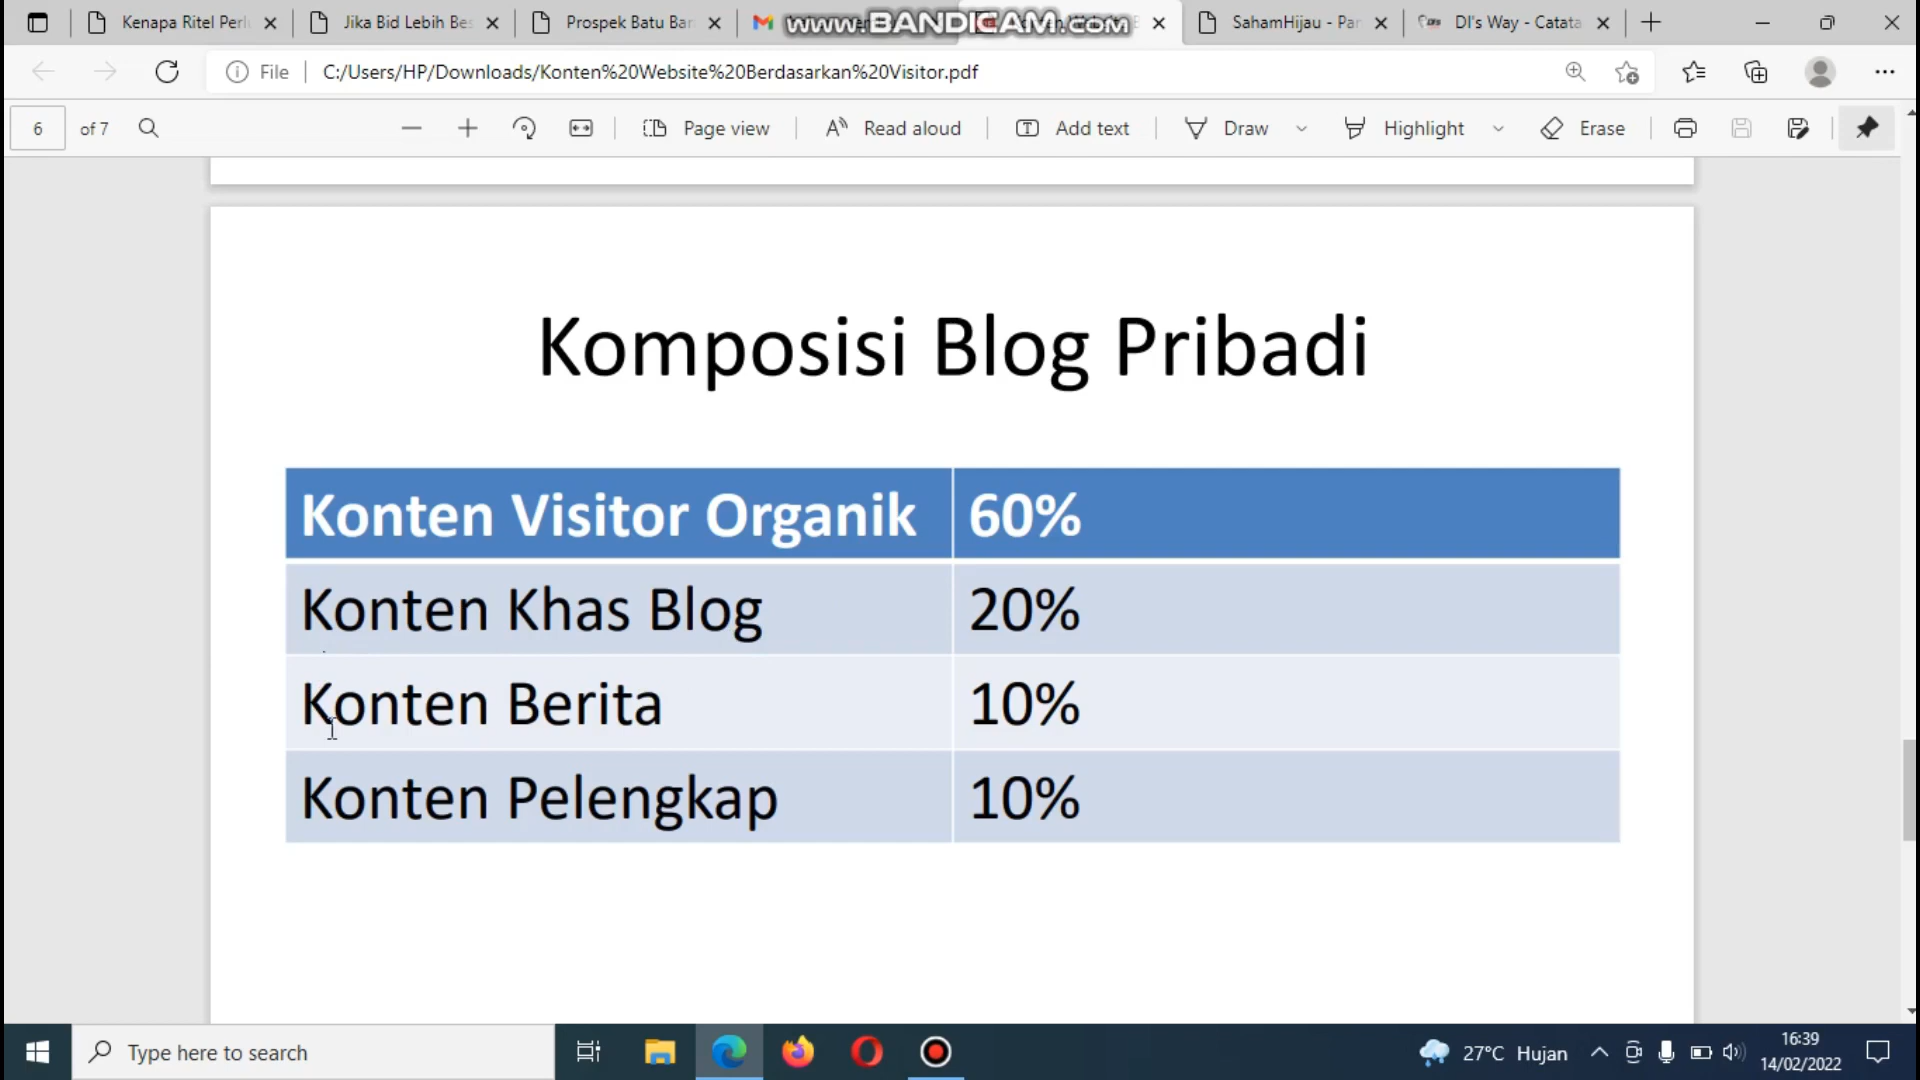 Kenapa Ritel Perl
Jika Bid Lebih Bes
Prospek Batu Bar
www.BANDICAM.com
SahamHijau - Par
DI's Way - Catata
File
C:/Users/HP/Downloads/Konten%20Website%20Berdasarkan%20Visitor.pdf
6 of 7
Page view
Read aloud
Add text
Draw
Highlight
Erase
Komposisi Blog Pribadi
Konten Visitor Organik 60%
Konten Khas Blog 20%
Konten Berita 10%
Konten Pelengkap 10%
Type here to search
27°C Hujan
16:39
14/02/2022